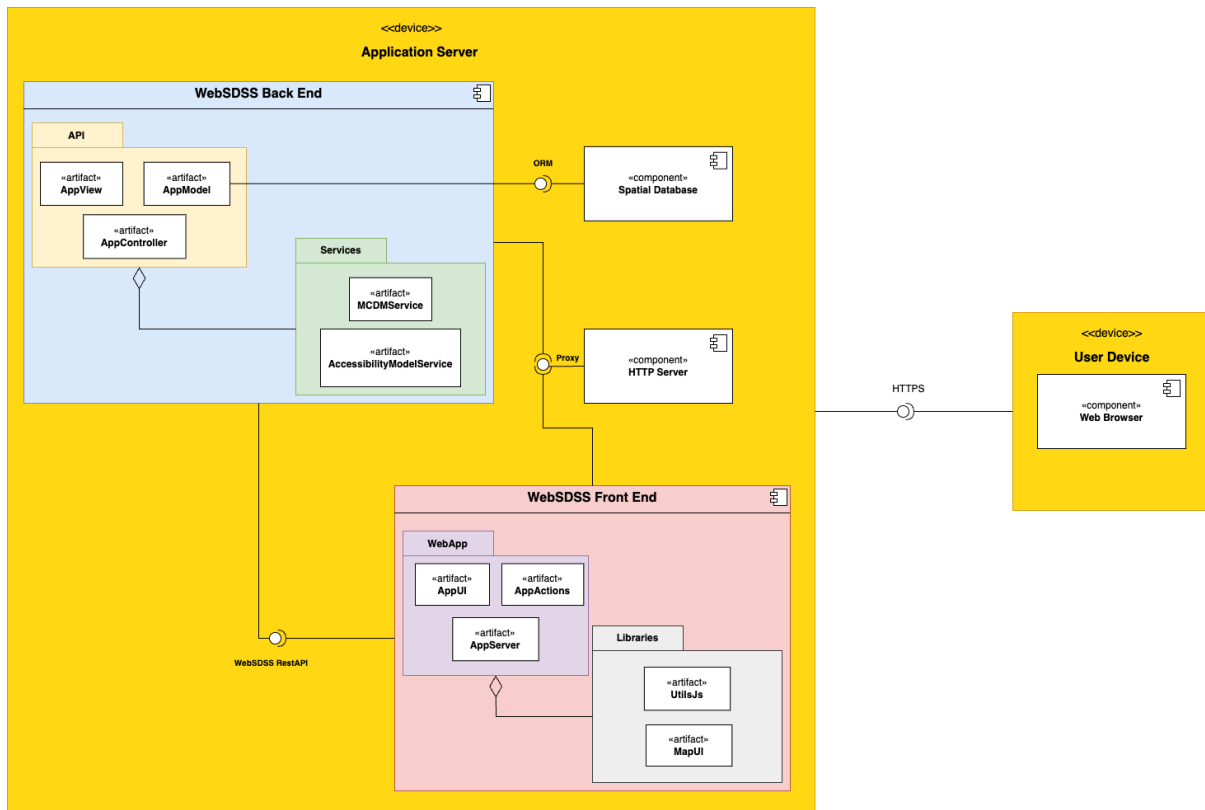 <<device>>
Application Server
WebSDSS Back End
API
«artifact»
AppView
«artifact»
AppModel
«artifact»
AppController
Services
«artifact»
MCDMService
«artifact»
AccessibilityModelService
ORM
«component»
Spatial Database
Proxy
«component»
HTTP Server
WebSDSS RestAPI
WebSDSS Front End
WebApp
«artifact»
AppUI
«artifact»
AppActions
«artifact»
AppServer
Libraries
«artifact»
UtilsJs
«artifact»
MapUI
HTTPS
<<device>>
User Device
«component»
Web Browser